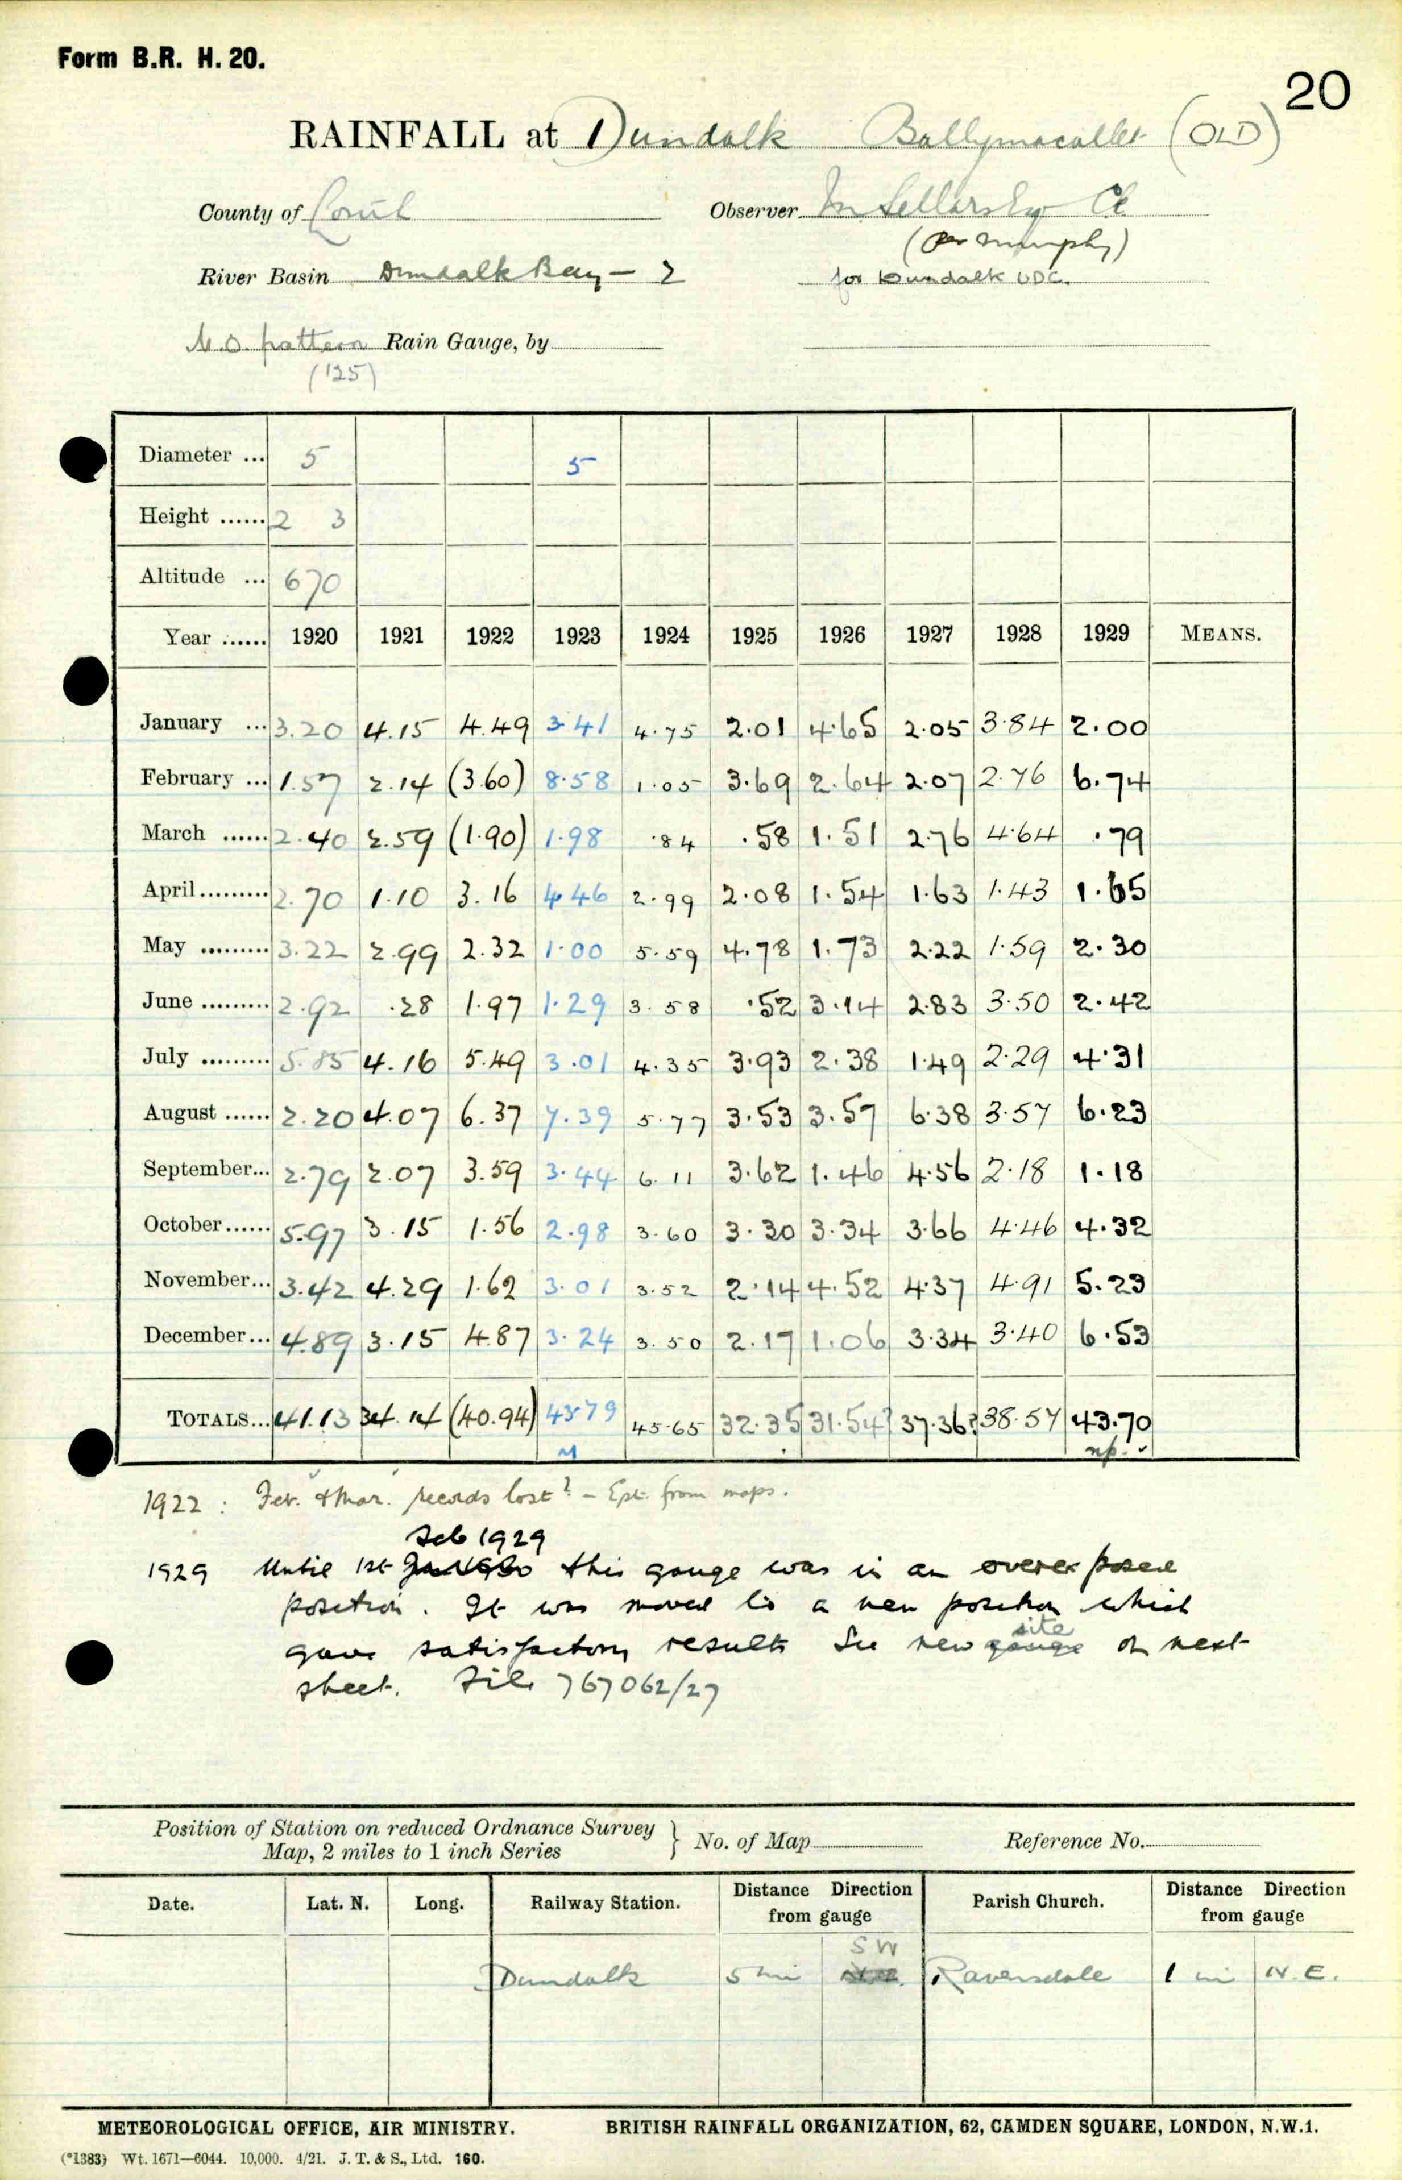 Form B.R. H. 20.
20
RAINFALL at Dundalk Ballymacallet (OLD)
County of Louth Observer Sellars Esq CE
(per Murphy)
River Basin Dundalk Bay - 2 for Dundalk UDC.
M.O. pattern Rain Gauge, by
(125)
Diameter ... 5 5
Height ...... 2 3
Altitude ... 670
Year ...... 1920 1921 1922 1923 1924 1925 1926 1927 1928 1929 MEANS.
January ... 3.20 4.15 4.49 3.41 4.75 2.01 4.65 2.05 3.84 2.00
February ... 1.57 2.14 (3.60) 8.58 1.05 3.69 2.64 2.07 2.76 6.74
March ...... 2.40 2.59 (1.90) 1.98 .84 .58 1.51 2.76 4.64 .79
April ......... 2.70 1.10 3.16 4.46 2.99 2.08 1.54 1.63 1.43 1.65
May ......... 3.22 2.99 2.32 1.00 5.59 4.78 1.73 2.22 1.59 2.30
June ......... 2.92 .28 1.97 1.29 3.58 .52 3.14 2.83 3.50 2.42
July ......... 5.85 4.16 5.49 3.01 4.35 3.93 2.38 1.49 2.29 4.31
August ...... 2.20 4.07 6.37 7.39 5.77 3.53 3.57 6.38 3.57 6.23
September... 2.79 2.07 3.59 3.44 6.11 3.62 1.46 4.56 2.18 1.18
October...... 5.97 3.15 1.56 2.98 3.60 3.30 3.34 3.66 4.46 4.32
November... 3.42 4.29 1.62 3.01 3.52 2.14 4.52 4.37 4.91 5.23
December... 4.89 3.15 4.87 3.24 3.50 2.17 1.06 3.34 3.40 6.53
TOTALS... 41.13 34.14 (40.94) 43.79 45.65 32.35 31.54? 37.36? 38.57 43.70
np. ✓
1922 : Feb. & Mar. records lost? - Ept. from maps.
Feb 1929
1929 Until 1st this gauge was in an overexposed
position. It was moved to a new position which
site
gave satisfactory results See new gauge on next
sheet. File 767062/27
Position of Station on reduced Ordnance Survey
Map, 2 miles to 1 inch Series } No. of Map Reference No.
Date. Lat. N. Long. Railway Station. Distance Direction from gauge Parish Church. Distance Direction from gauge
SW
Dundalk 5 mi Ravensdale 1 mi N.E.
METEOROLOGICAL OFFICE, AIR MINISTRY. BRITISH RAINFALL ORGANIZATION, 62, CAMDEN SQUARE, LONDON, N.W.1.
(*1383) Wt. 1671—6044. 10,000. 4/21. J. T. & S., Ltd. 160.